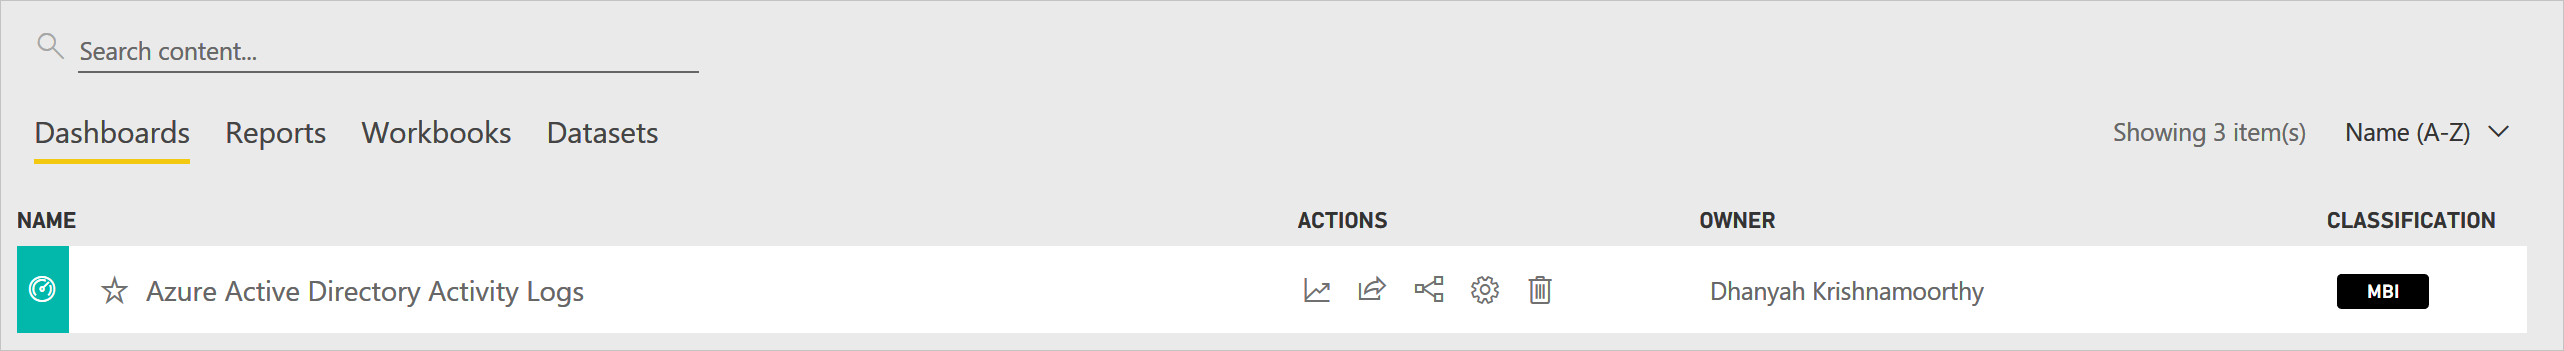 Search content...
Dashboards Reports Workbooks Datasets Showing 3 item(s) Name (A-Z)
NAME ACTIONS OWNER CLASSIFICATION
Azure Active Directory Activity Logs Dhanyah Krishnamoorthy MBI